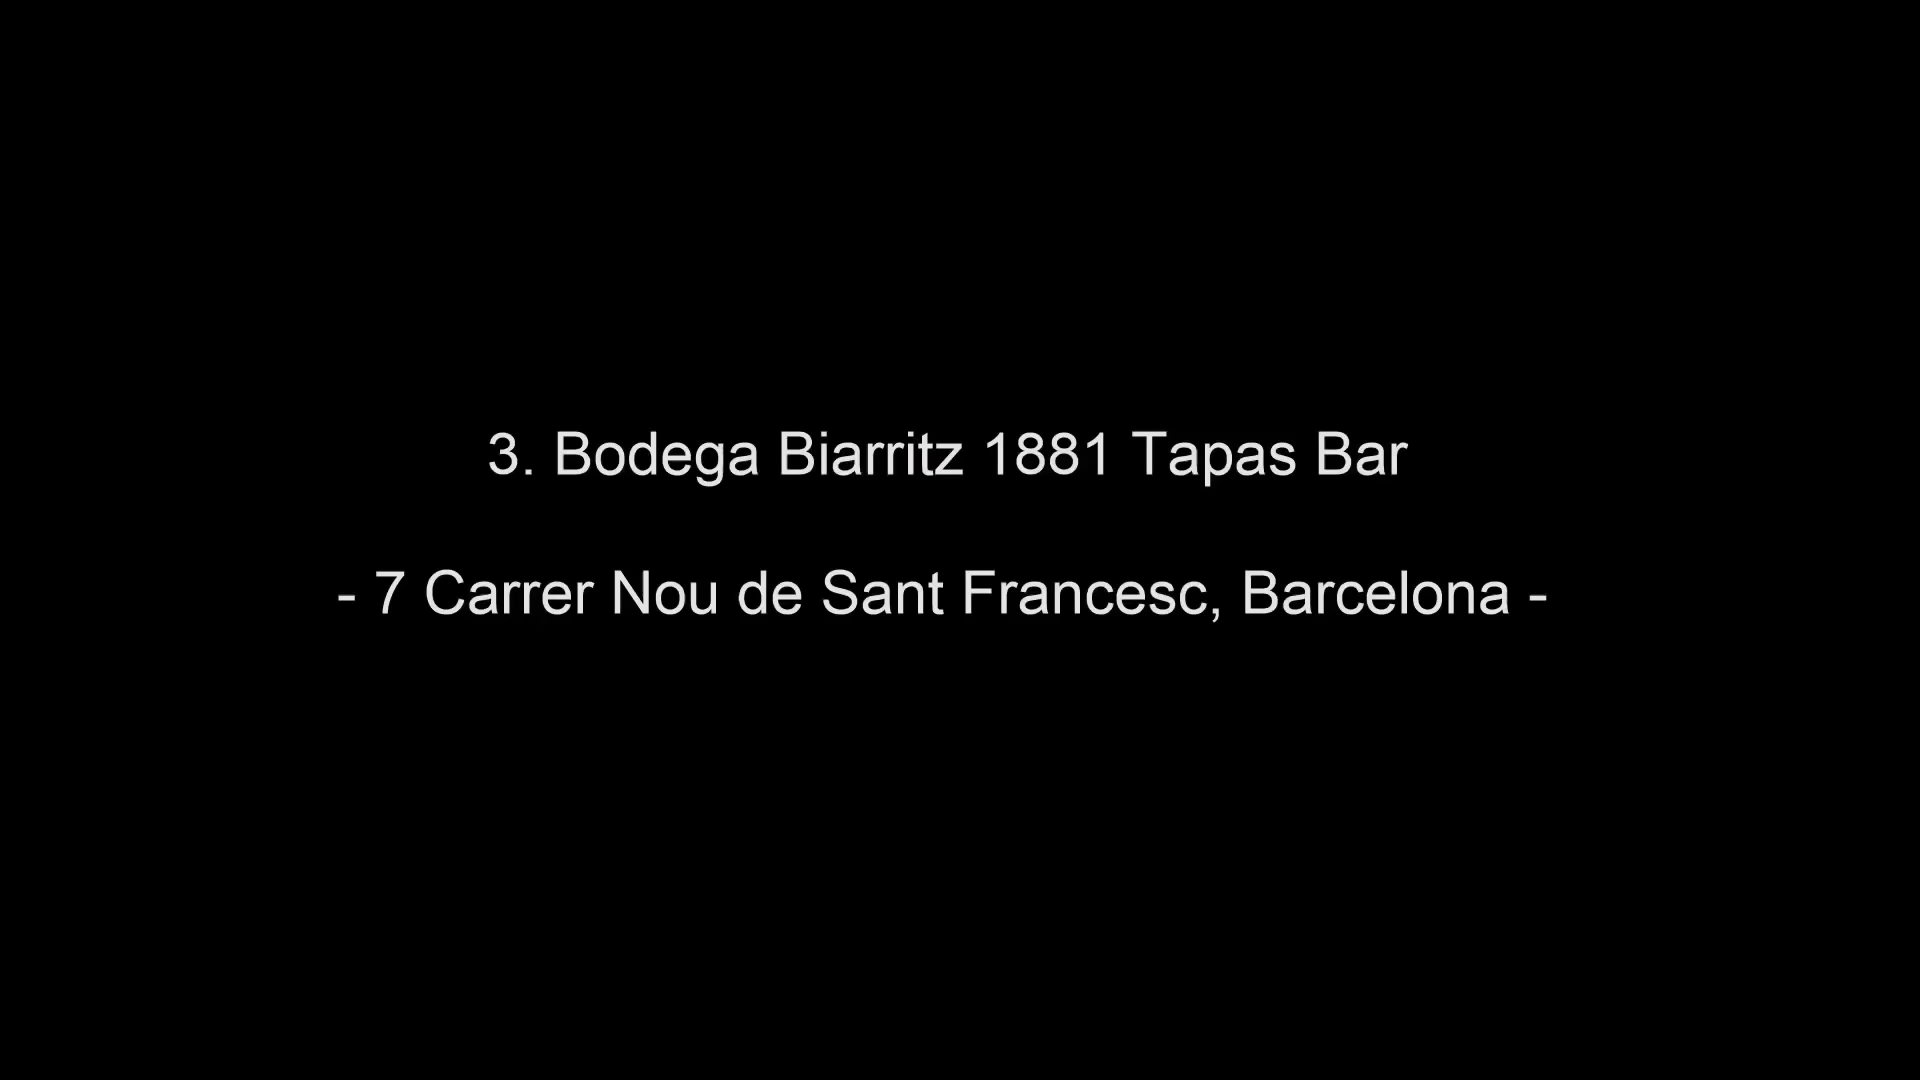 3. Bodega Biarritz 1881 Tapas Bar
- 7 Carrer Nou de Sant Francesc, Barcelona -